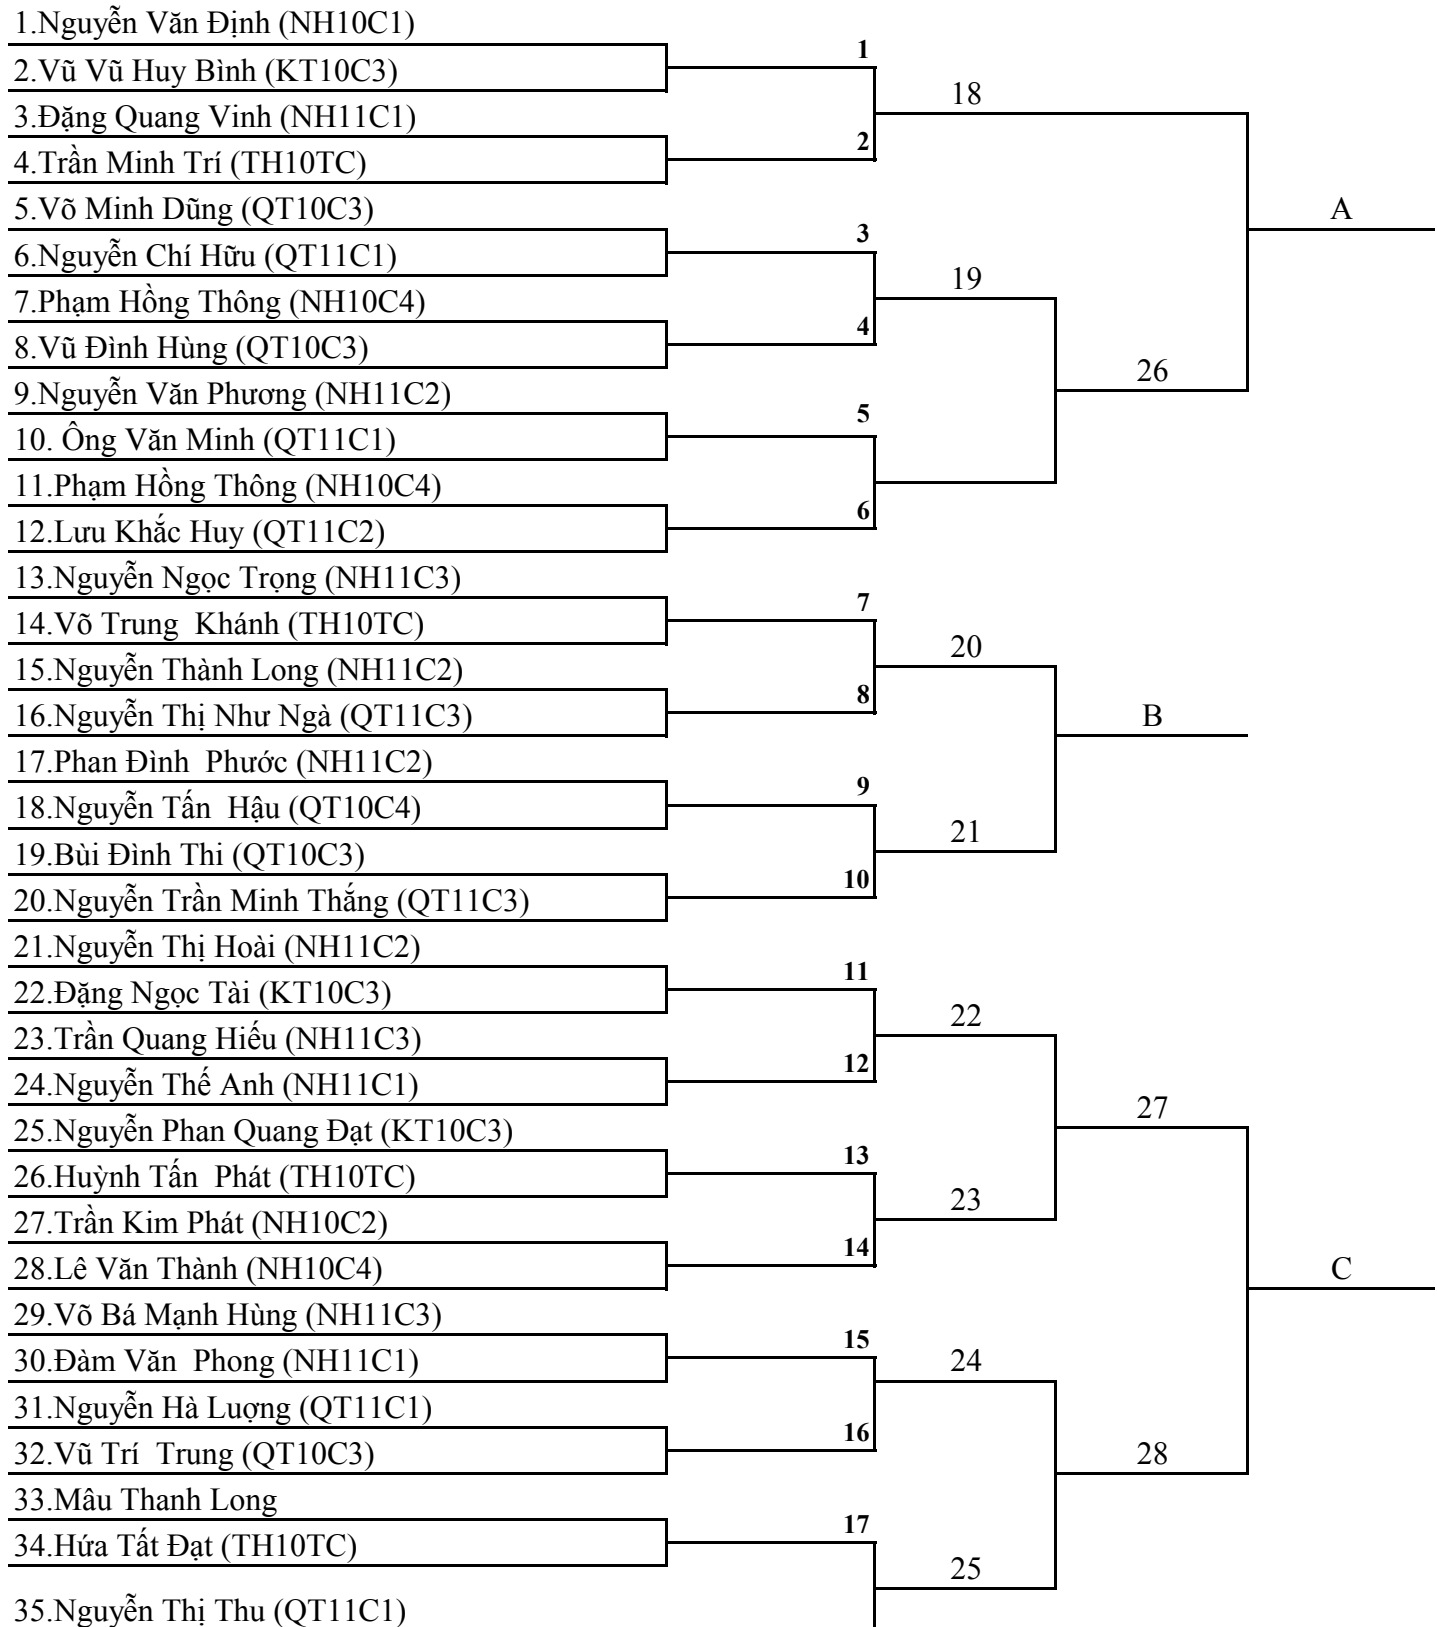 1.Nguyễn Văn Định (NH10C1)
1
2.Vũ Vũ Huy Bình (KT10C3)
18
3.Đặng Quang Vinh (NH11C1)
2
4.Trần Minh Trí (TH10TC)
5.Võ Minh Dũng (QT10C3)
A
3
6.Nguyễn Chí Hữu (QT11C1)
19
7.Phạm Hồng Thông (NH10C4)
4
8.Vũ Đình Hùng (QT10C3)
26
9.Nguyễn Văn Phương (NH11C2)
5
10. Ông Văn Minh (QT11C1)
11.Phạm Hồng Thông (NH10C4)
6
12.Lưu Khắc Huy (QT11C2)
13.Nguyễn Ngọc Trọng (NH11C3)
7
14.Võ Trung  Khánh (TH10TC)
20
15.Nguyễn Thành Long (NH11C2)
8
16.Nguyễn Thị Như Ngà (QT11C3)
B
17.Phan Đình  Phước (NH11C2)
9
18.Nguyễn Tấn  Hậu (QT10C4)
21
19.Bùi Đình Thi (QT10C3)
10
20.Nguyễn Trần Minh Thắng (QT11C3)
21.Nguyễn Thị Hoài (NH11C2)
11
22.Đặng Ngọc Tài (KT10C3)
22
23.Trần Quang Hiếu (NH11C3)
12
24.Nguyễn Thế Anh (NH11C1)
27
25.Nguyễn Phan Quang Đạt (KT10C3)
13
26.Huỳnh Tấn  Phát (TH10TC)
23
27.Trần Kim Phát (NH10C2)
14
28.Lê Văn Thành (NH10C4)
C
29.Võ Bá Mạnh Hùng (NH11C3)
15
30.Đàm Văn  Phong (NH11C1)
24
31.Nguyễn Hà Luợng (QT11C1)
16
32.Vũ Trí  Trung (QT10C3)
28
33.Mâu Thanh Long
17
34.Hứa Tất Đạt (TH10TC)
25
35.Nguyễn Thị Thu (QT11C1)